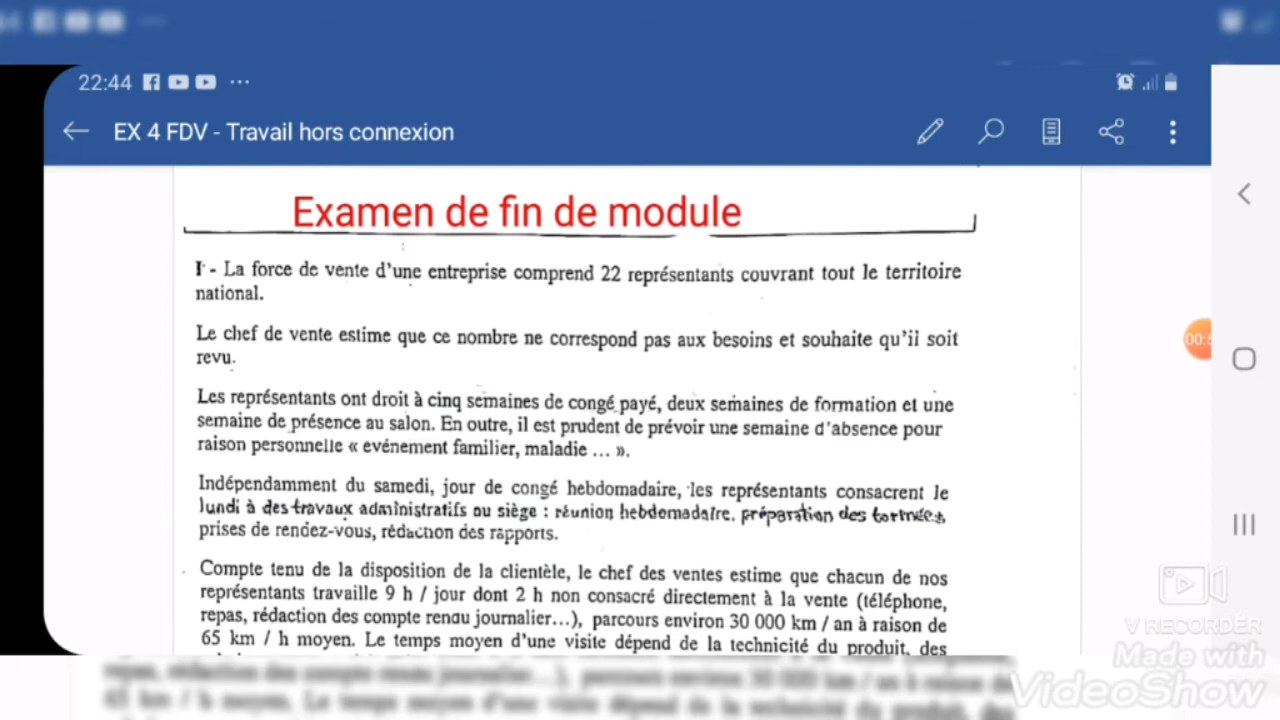 22:44
EX 4 FDV - Travail hors connexion
Examen de fin de module
I - La force de vente d'une entreprise comprend 22 représentants couvrant tout le territoire
national.
Le chef de vente estime que ce nombre ne correspond pas aux besoins et souhaite qu'il soit
revu.
Les représentants ont droit à cinq semaines de congé payé, deux semaines de formation et une
semaine de présence au salon. En outre, il est prudent de prévoir une semaine d'absence pour
raison personnelle « evénement familier, maladie ... ».
Indépendamment du samedi, jour de congé hebdomadaire, les représentants consacrent le
lundi à des travaux administratifs au siège : réunion hebdomadaire, préparation des tournées
prises de rendez-vous, rédaction des rapports.
Compte tenu de la disposition de la clientèle, le chef des ventes estime que chacun de nos
représentants travaille 9 h / jour dont 2 h non consacré directement à la vente (téléphone,
repas, rédaction des compte rendu journalier...), parcours environ 30 000 km / an à raison de
65 km / h moyen. Le temps moyen d'une visite dépend de la technicité du produit, des
V RECORDER
Made with
VideoShow